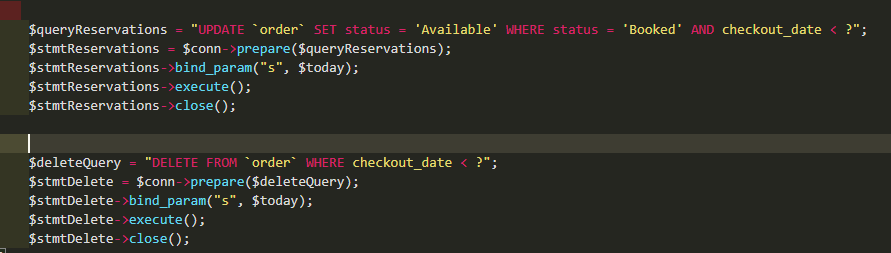 $queryReservations = "UPDATE `order` SET status = 'Available' WHERE status = 'Booked' AND checkout_date < ?";
$stmtReservations = $conn->prepare($queryReservations);
$stmtReservations->bind_param("s", $today);
$stmtReservations->execute();
$stmtReservations->close();
$deleteQuery = "DELETE FROM `order` WHERE checkout_date < ?";
$stmtDelete = $conn->prepare($deleteQuery);
$stmtDelete->bind_param("s", $today);
$stmtDelete->execute();
$stmtDelete->close();